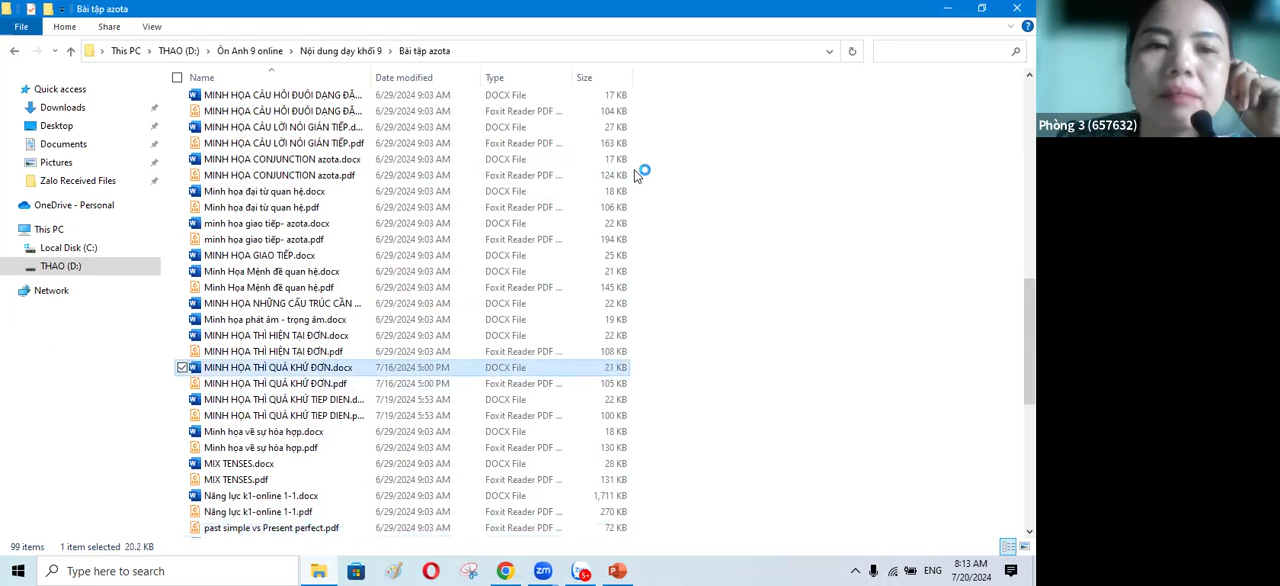 Bài tập azota
File Home Share View
This PC > THAO (D:) > Ôn Anh 9 online > Nội dung dạy khối 9 > Bài tập azota
Name Date modified Type Size
Quick access
Downloads
Desktop
Documents
Pictures
Zalo Received Files
OneDrive - Personal
This PC
Local Disk (C:)
THAO (D:)
Network
MINH HỌA CÂU HỎI ĐUÔI DẠNG ĐẶ... 6/29/2024 9:03 AM DOCX File 17 KB
MINH HỌA CÂU HỎI ĐUÔI DẠNG ĐẶ... 6/29/2024 9:03 AM Foxit Reader PDF ... 104 KB
MINH HỌA CÂU LỜI NÓI GIÁN TIẾP.d... 6/29/2024 9:03 AM DOCX File 27 KB
MINH HỌA CÂU LỜI NÓI GIÁN TIẾP.pdf 6/29/2024 9:03 AM Foxit Reader PDF ... 163 KB
MINH HỌA CONJUNCTION azota.docx 6/29/2024 9:03 AM DOCX File 17 KB
MINH HỌA CONJUNCTION azota.pdf 6/29/2024 9:03 AM Foxit Reader PDF ... 124 KB
Minh họa đại từ quan hệ.docx 6/29/2024 9:03 AM DOCX File 18 KB
Minh họa đại từ quan hệ.pdf 6/29/2024 9:03 AM Foxit Reader PDF ... 106 KB
minh họa giao tiếp- azota.docx 6/29/2024 9:03 AM DOCX File 22 KB
minh họa giao tiếp- azota.pdf 6/29/2024 9:03 AM Foxit Reader PDF ... 194 KB
MINH HỌA GIAO TIẾP.docx 6/29/2024 9:03 AM DOCX File 25 KB
Minh Họa Mệnh đề quan hệ.docx 6/29/2024 9:03 AM DOCX File 21 KB
Minh Họa Mệnh đề quan hệ.pdf 6/29/2024 9:03 AM Foxit Reader PDF ... 145 KB
MINH HỌA NHỮNG CẤU TRÚC CẦN ... 6/29/2024 9:03 AM DOCX File 22 KB
Minh họa phát âm - trọng âm.docx 6/29/2024 9:03 AM DOCX File 19 KB
MINH HỌA THÌ HIỆN TẠI ĐƠN.docx 6/29/2024 9:03 AM DOCX File 22 KB
MINH HỌA THÌ HIỆN TẠI ĐƠN.pdf 6/29/2024 9:03 AM Foxit Reader PDF ... 108 KB
MINH HỌA THÌ QUÁ KHỨ ĐƠN.docx 7/16/2024 5:00 PM DOCX File 21 KB
MINH HỌA THÌ QUÁ KHỨ ĐƠN.pdf 7/16/2024 5:00 PM Foxit Reader PDF ... 105 KB
MINH HỌA THÌ QUÁ KHỨ TIEP DIEN.d... 7/19/2024 5:53 AM DOCX File 22 KB
MINH HỌA THÌ QUÁ KHỨ TIEP DIEN.p... 7/19/2024 5:53 AM Foxit Reader PDF ... 100 KB
Minh họa về sự hòa hợp.docx 6/29/2024 9:03 AM DOCX File 18 KB
Minh họa về sự hòa hợp.pdf 6/29/2024 9:03 AM Foxit Reader PDF ... 130 KB
MIX TENSES.docx 6/29/2024 9:03 AM DOCX File 28 KB
MIX TENSES.pdf 6/29/2024 9:03 AM Foxit Reader PDF ... 131 KB
Năng lực k1-online 1-1.docx 6/29/2024 9:03 AM DOCX File 1,711 KB
Năng lực k1-online 1-1.pdf 6/29/2024 9:03 AM Foxit Reader PDF ... 270 KB
past simple vs Present perfect.pdf 6/29/2024 9:03 AM Foxit Reader PDF ... 72 KB
99 items 1 item selected 20.2 KB
Type here to search
ENG
8:13 AM
7/20/2024
Phòng 3 (657632)